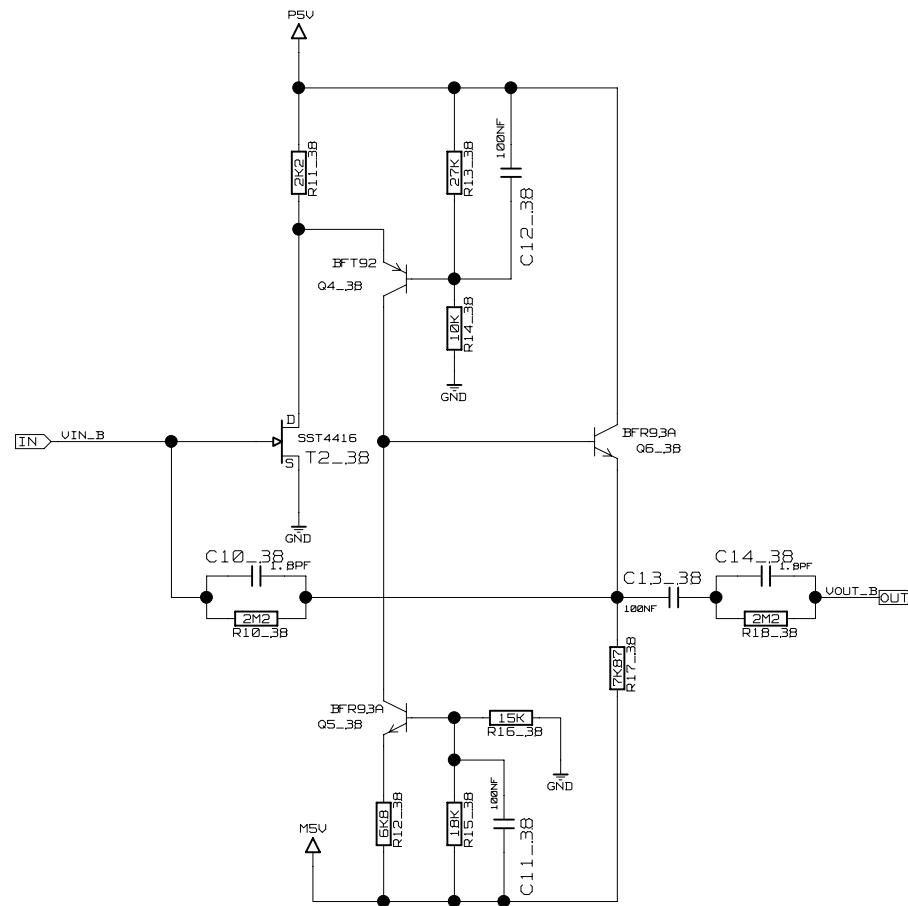 P5V
2K2
R11_38
27K
R13_38
100NF
C12_38
BFT92
Q4_38
10K
R14_38
GND
IN
VIN_B
D
SST4416
T2_38
S
GND
BFR93A
Q6_38
C10_38
1.8PF
2M2
R10_38
C13_38
100NF
C14_38
1.8PF
2M2
R18_38
VOUT_B
OUT
7K87
R17_38
BFR93A
Q5_38
15K
R16_38
GND
6K8
R12_38
18K
R15_38
100NF
C11_38
M5V